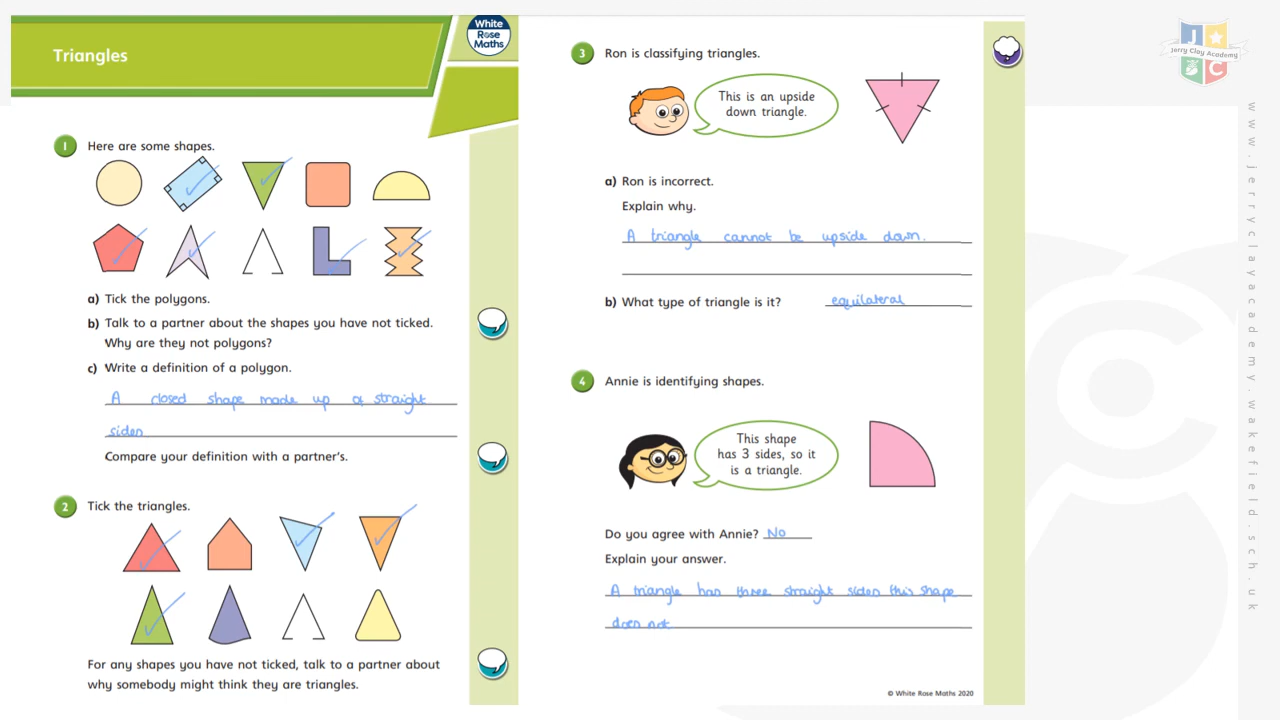 Triangles
White
Rose
Maths
1 Here are some shapes.
a) Tick the polygons.
b) Talk to a partner about the shapes you have not ticked.
Why are they not polygons?
c) Write a definition of a polygon.
A closed shape made up of straight
sides
Compare your definition with a partner's.
2 Tick the triangles.
For any shapes you have not ticked, talk to a partner about
why somebody might think they are triangles.
3 Ron is classifying triangles.
This is an upside
down triangle.
a) Ron is incorrect.
Explain why.
A triangle cannot be upside down.
b) What type of triangle is it? equilateral
4 Annie is identifying shapes.
This shape
has 3 sides, so it
is a triangle.
Do you agree with Annie? No
Explain your answer.
A triangle has three straight sides this shape
does not
© White Rose Maths 2020
J
Jerry Clay Academy
C
www.jerryclayacademy.wakefield.sch.uk